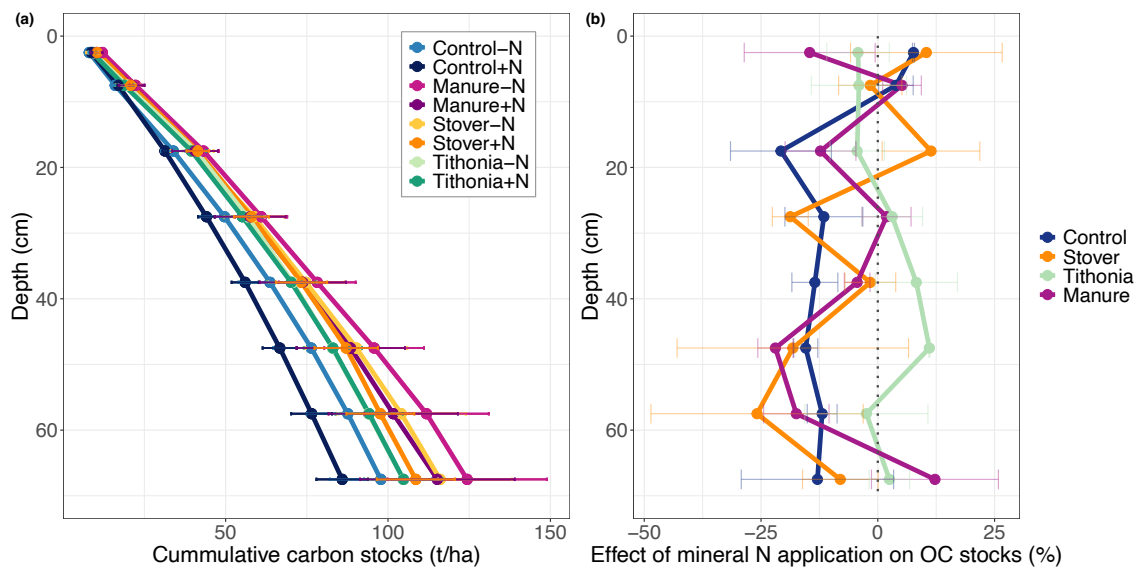 (a)
Depth (cm)
0
20
40
60
Control−N
Control+N
Manure−N
Manure+N
Stover−N
Stover+N
Tithonia−N
Tithonia+N
50
100
150
Cummulative carbon stocks (t/ha)
(b)
Depth (cm)
0
20
40
60
−50
−25
0
25
Effect of mineral N application on OC stocks (%)
Control
Stover
Tithonia
Manure